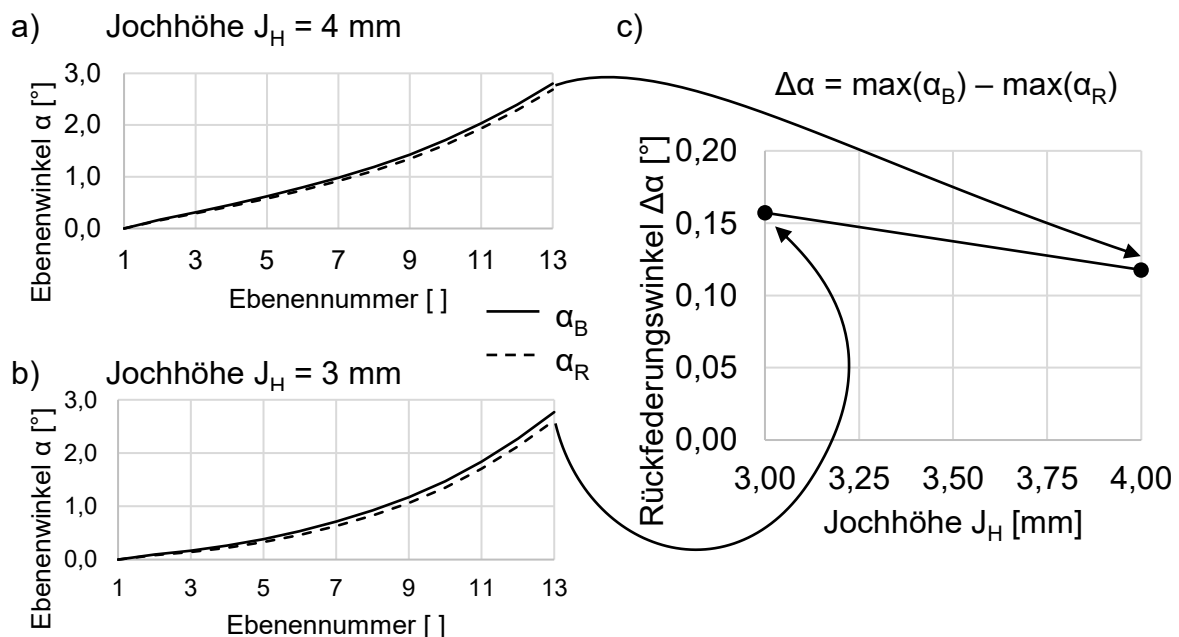 a) Jochhöhe J_H = 4 mm
Ebenenwinkel α [°]
3,0
2,0
1,0
0,0
1 3 5 7 9 11 13
Ebenennummer [ ]
α_B
α_R
b) Jochhöhe J_H = 3 mm
Ebenenwinkel α [°]
3,0
2,0
1,0
0,0
1 3 5 7 9 11 13
Ebenennummer [ ]
c)
Δα = max(α_B) – max(α_R)
Rückfederungswinkel Δα [°]
0,20
0,15
0,10
0,05
0,00
3,00 3,25 3,50 3,75 4,00
Jochhöhe J_H [mm]